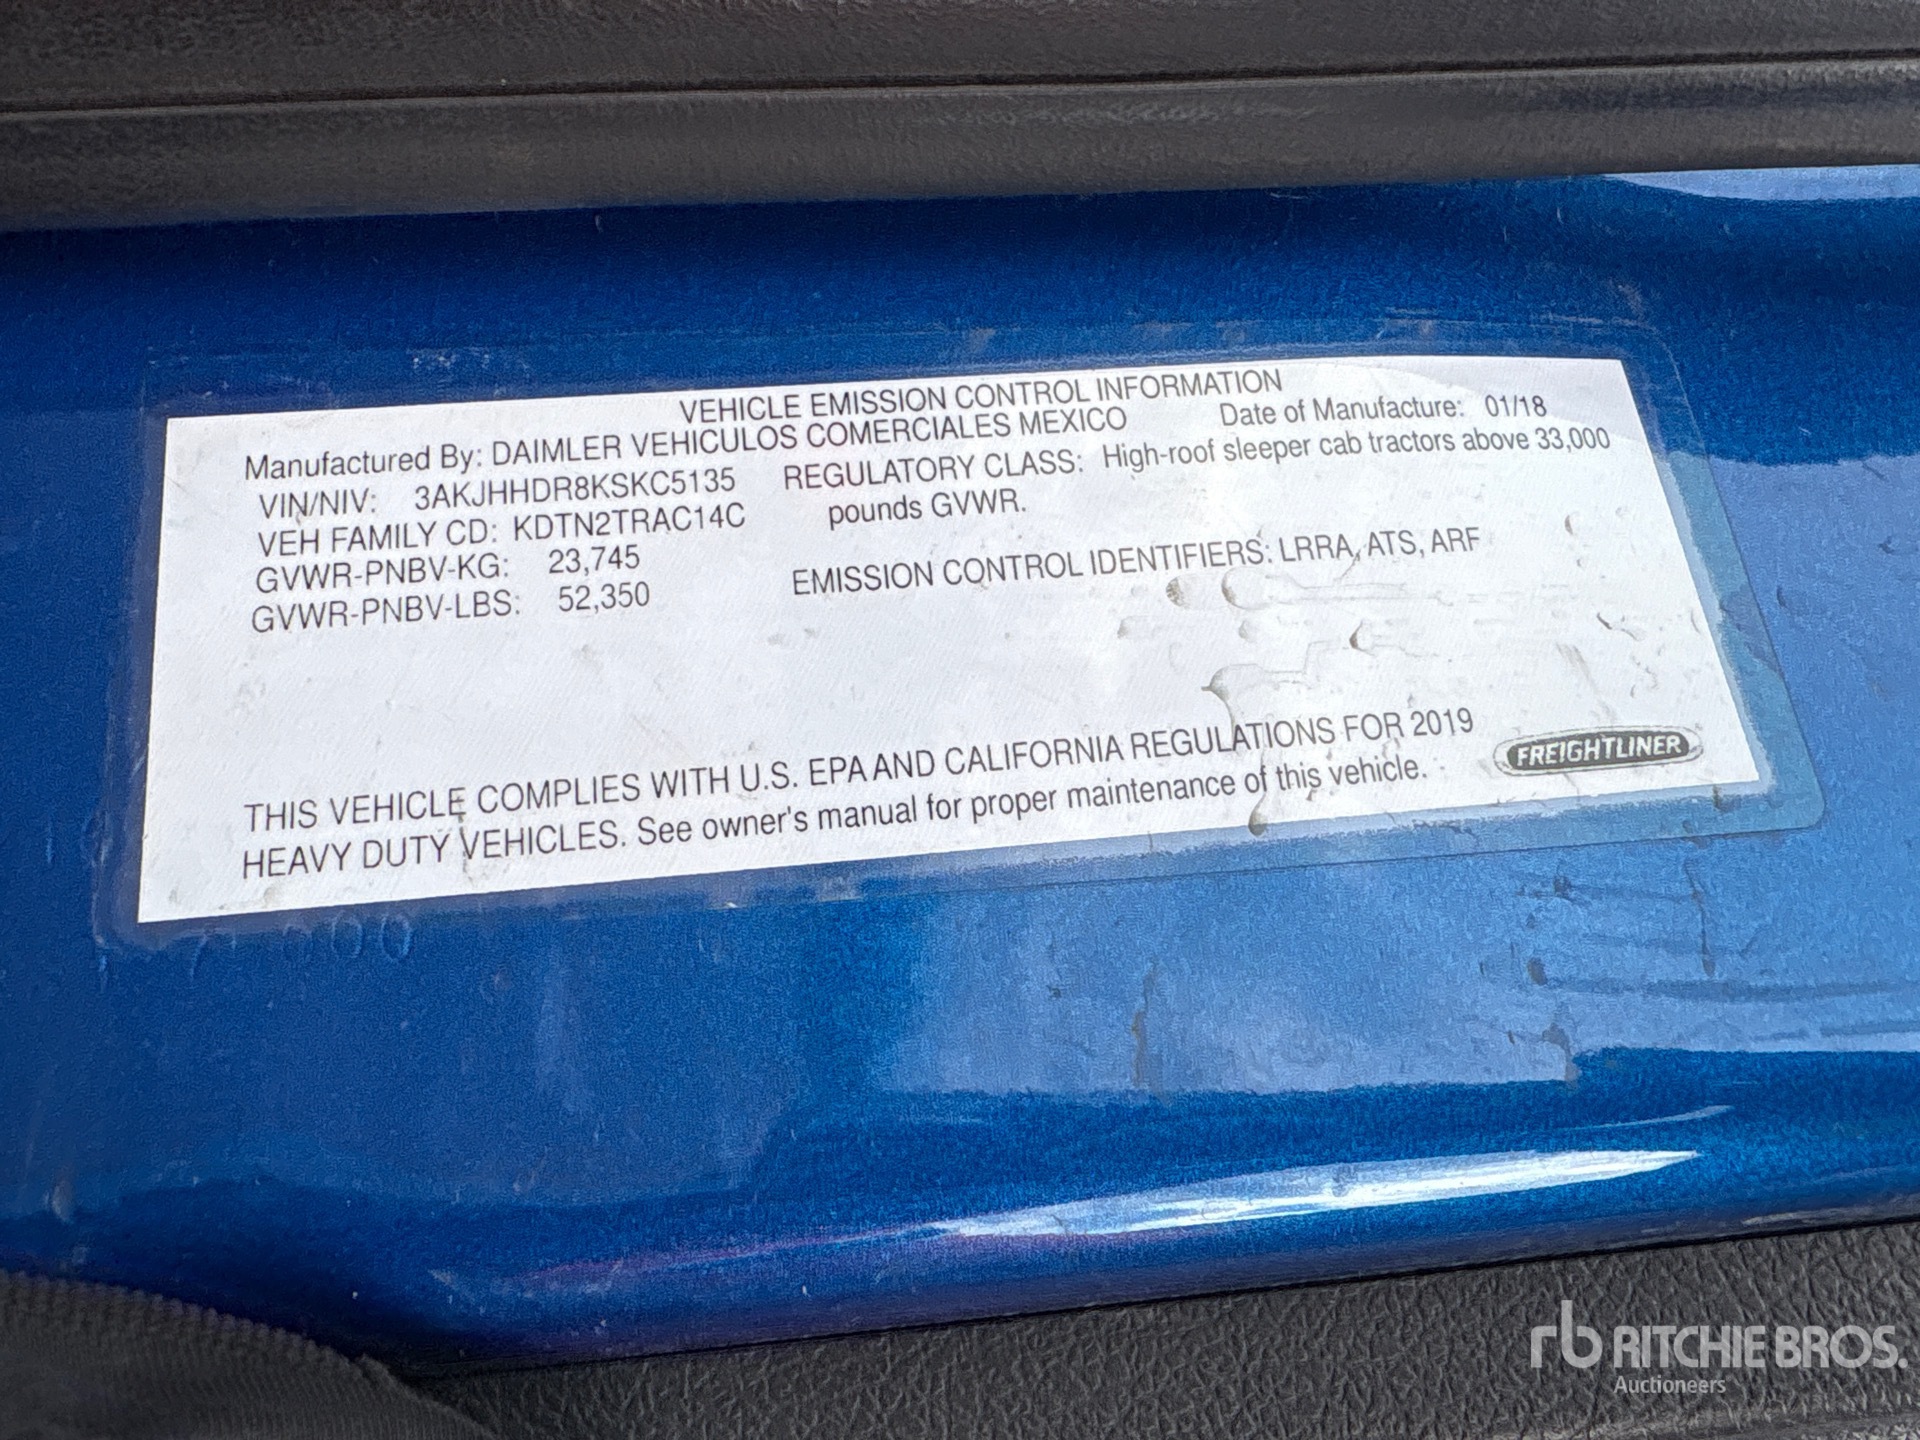 VEHICLE EMISSION CONTROL INFORMATION
Manufactured By: DAIMLER VEHICULOS COMERCIALES MEXICO Date of Manufacture: 01/18
VIN/NIV: 3AKJHHDR8KSKC5135 REGULATORY CLASS: High-roof sleeper cab tractors above 33,000
VEH FAMILY CD: KDTN2TRAC14C pounds GVWR.
GVWR-PNBV-KG: 23,745 EMISSION CONTROL IDENTIFIERS: LRRA, ATS, ARF
GVWR-PNBV-LBS: 52,350
THIS VEHICLE COMPLIES WITH U.S. EPA AND CALIFORNIA REGULATIONS FOR 2019
HEAVY DUTY VEHICLES. See owner's manual for proper maintenance of this vehicle.
FREIGHTLINER
rb RITCHIE BROS.
Auctioneers